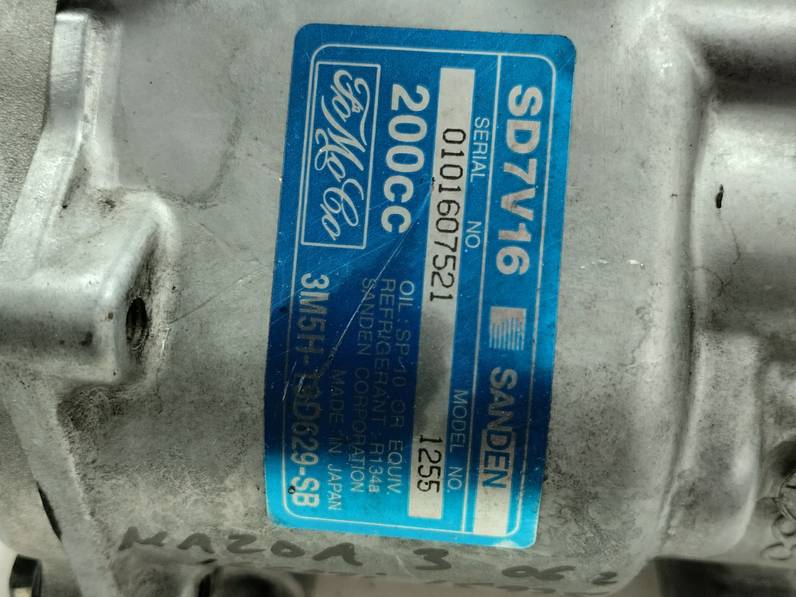 SD7V16 SANDEN
SERIAL NO. MODEL NO.
0101607521 1255
200cc
OIL : SP-10 OR EQUIV.
REFRIGERANT : R134a
SANDEN CORPORATION
MADE IN JAPAN
FoMoCo
3M5H-19D629-SB
MAZDA 3 06